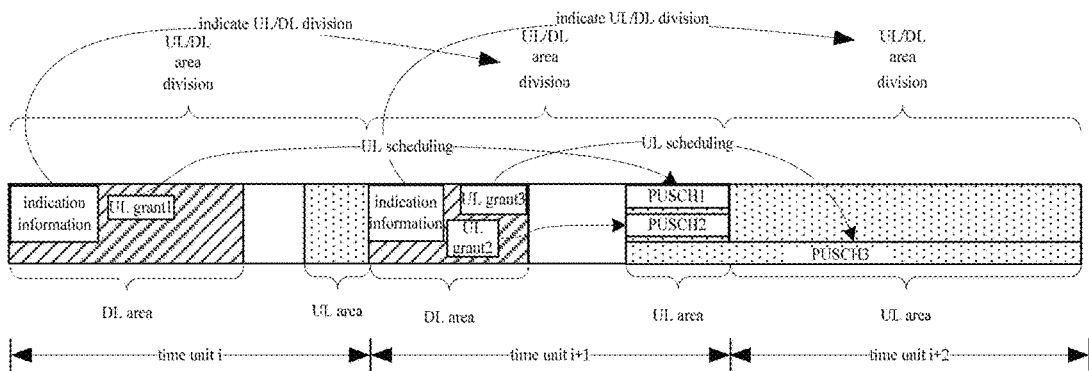 indicate UL/DL division
indicate UL/DL division
UL/DL
area
division
UL/DL
area
division
UL/DL
area
division
UL scheduling
UL scheduling
indication
information
UL grant1
indication
information
UL grant3
UL
grant2
PUSCH1
PUSCH2
PUSCH3
DL area
UL area
DL area
UL area
UL area
time unit i
time unit i+1
time unit i+2